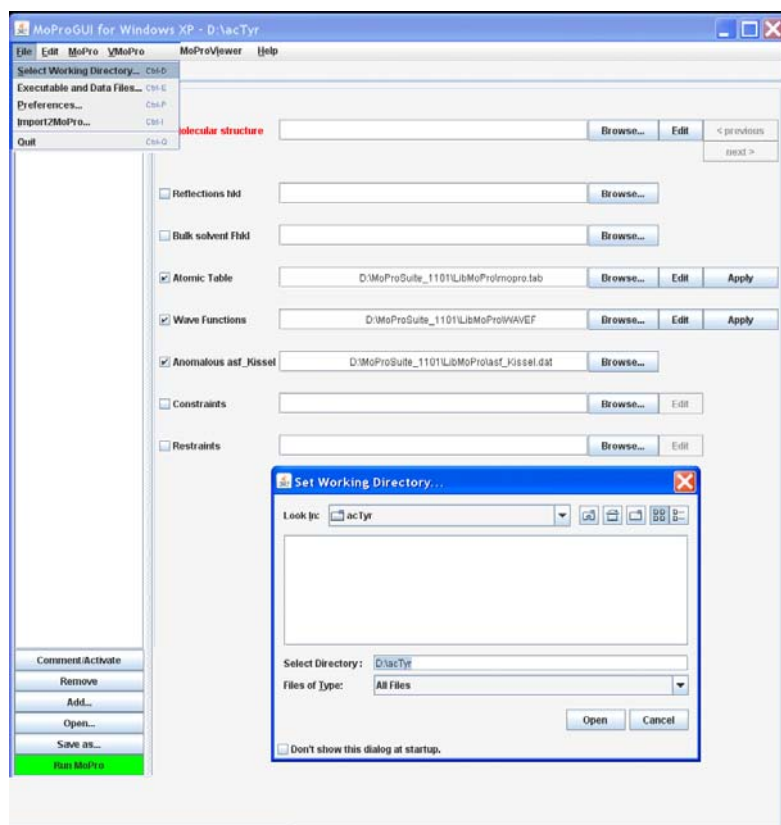 MoProGUI for Windows XP - D:\acTyr
File Edit MoPro VMoPro MoProViewer Help
Select Working Directory... Ctrl-D
Executable and Data Files... Ctrl-E
Preferences... Ctrl-P
Import2MoPro... Ctrl-I
Quit Ctrl-Q
molecular structure Browse... Edit < previous
next >
Reflections hkl Browse...
Bulk solvent Fhkl Browse...
Atomic Table D:\MoProSuite_1101\LibMoPro\mopro.tab Browse... Edit Apply
Wave Functions D:\MoProSuite_1101\LibMoPro\WAVEF Browse... Edit Apply
Anomalous asf_Kissel D:\MoProSuite_1101\LibMoPro\asf_Kissel.dat Browse...
Constraints Browse... Edit
Restraints Browse... Edit
Set Working Directory...
Look In: acTyr
Select Directory: D:\acTyr
Files of Type: All Files
Open Cancel
Don't show this dialog at startup.
Comment/Activate
Remove
Add...
Open...
Save as...
Run MoPro